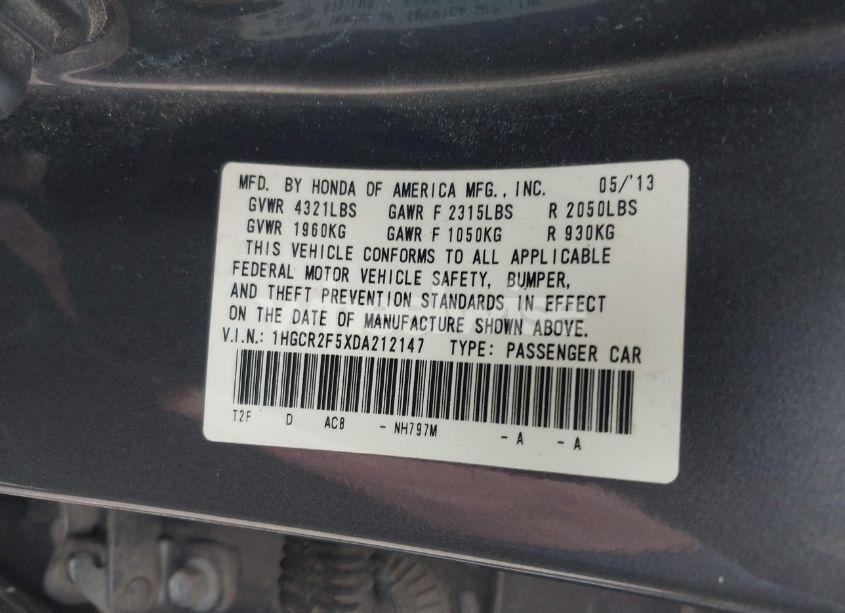 MFD. BY HONDA OF AMERICA MFG., INC. 05/'13
GVWR 4321LBS GAWR F 2315LBS R 2050LBS
GVWR 1960KG GAWR F 1050KG R 930KG
THIS VEHICLE CONFORMS TO ALL APPLICABLE
FEDERAL MOTOR VEHICLE SAFETY, BUMPER,
AND THEFT PREVENTION STANDARDS IN EFFECT
ON THE DATE OF MANUFACTURE SHOWN ABOVE.
V.I.N.: 1HGCR2F5XDA212147 TYPE: PASSENGER CAR
T2F D AC8 - NH797M - A - A